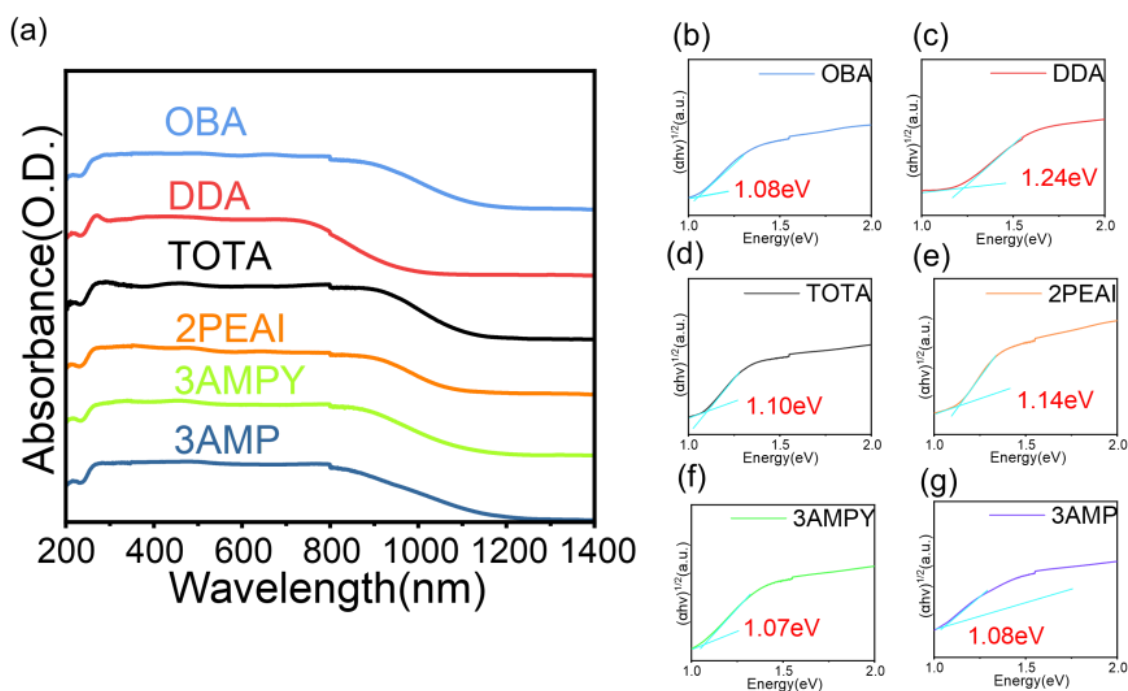 (a)
Absorbance(O.D.)
OBA
DDA
TOTA
2PEAI
3AMPY
3AMP
200 400 600 800 1000 1200 1400
Wavelength(nm)
(b)
OBA
(αhv)1/2(a.u.)
1.08eV
1.0 1.5 2.0
Energy(eV)
(c)
DDA
(αhv)1/2(a.u.)
1.24eV
1.0 1.5 2.0
Energy(eV)
(d)
TOTA
(αhv)1/2(a.u.)
1.10eV
1.0 1.5 2.0
Energy(eV)
(e)
2PEAI
(αhv)1/2(a.u.)
1.14eV
1.0 1.5 2.0
Energy(eV)
(f)
3AMPY
(αhv)1/2(a.u.)
1.07eV
1.0 1.5 2.0
Energy(eV)
(g)
3AMP
(αhv)1/2(a.u.)
1.08eV
1.0 1.5 2.0
Energy(eV)